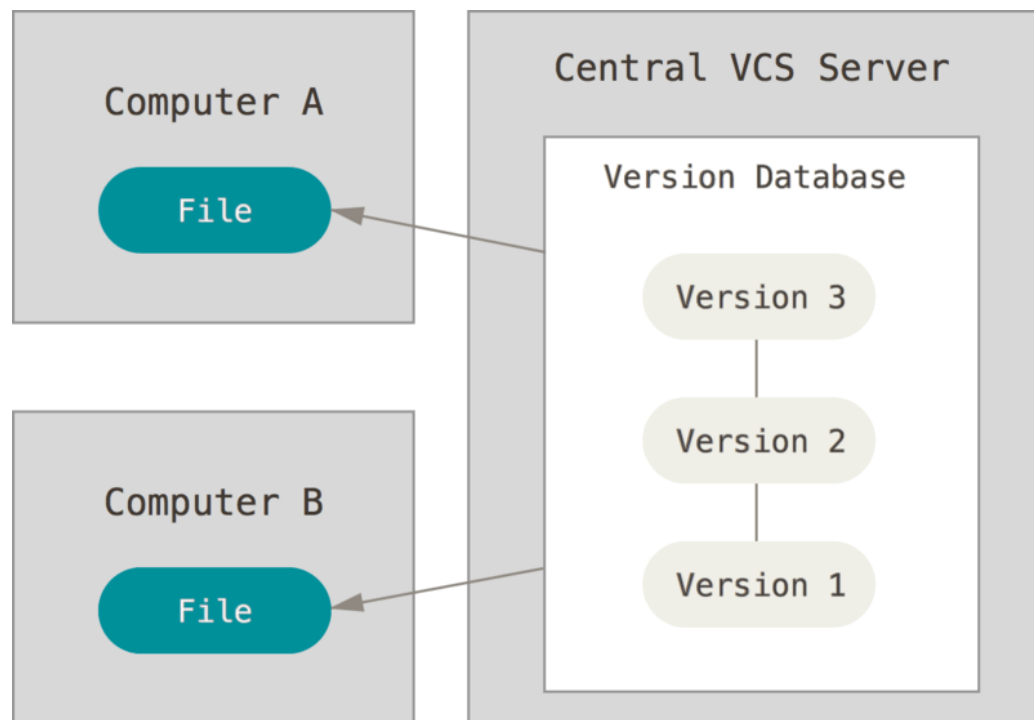 Computer A
File
Computer B
File
Central VCS Server
Version Database
Version 3
Version 2
Version 1